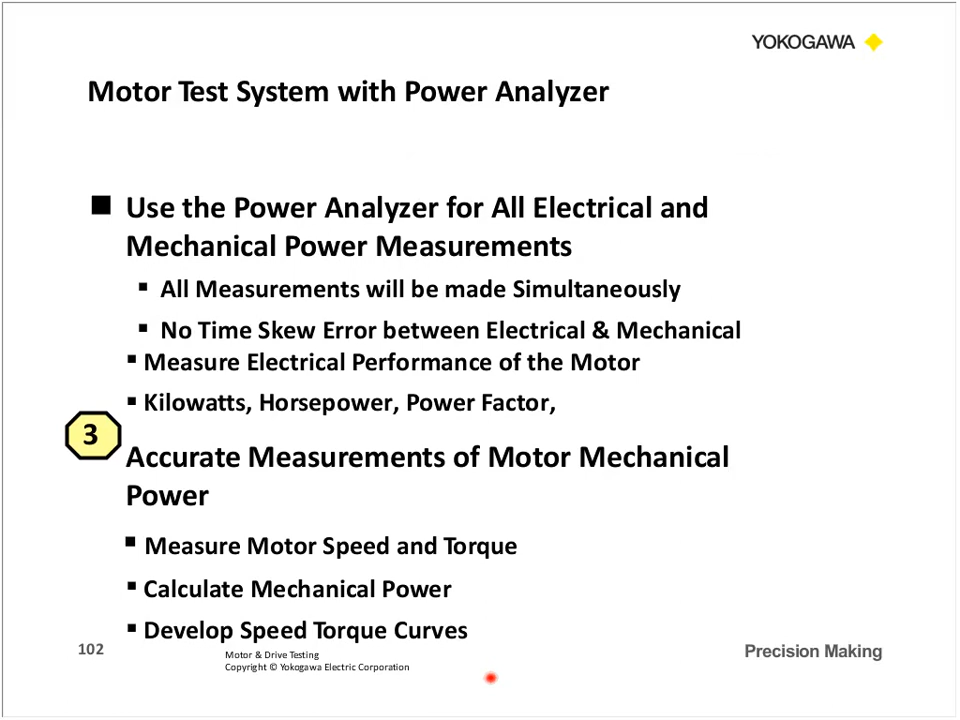 YOKOGAWA
Motor Test System with Power Analyzer
Use the Power Analyzer for All Electrical and
Mechanical Power Measurements
All Measurements will be made Simultaneously
No Time Skew Error between Electrical & Mechanical
Measure Electrical Performance of the Motor
Kilowatts, Horsepower, Power Factor,
3
Accurate Measurements of Motor Mechanical
Power
Measure Motor Speed and Torque
Calculate Mechanical Power
Develop Speed Torque Curves
102
Motor & Drive Testing
Copyright © Yokogawa Electric Corporation
Precision Making